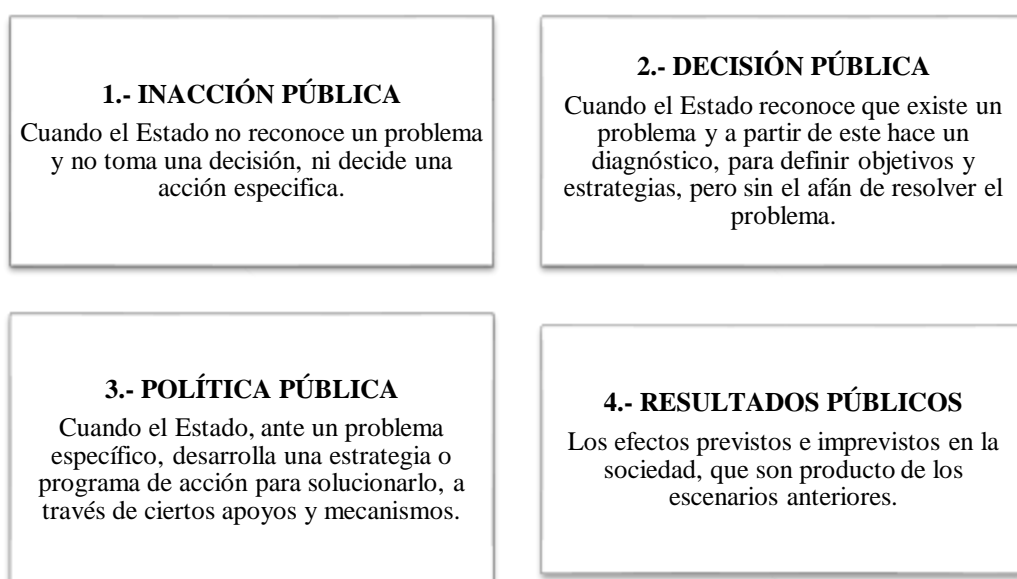 1.- INACCIÓN PÚBLICA
Cuando el Estado no reconoce un problema
y no toma una decisión, ni decide una
acción especifica.
2.- DECISIÓN PÚBLICA
Cuando el Estado reconoce que existe un
problema y a partir de este hace un
diagnóstico, para definir objetivos y
estrategias, pero sin el afán de resolver el
problema.
3.- POLÍTICA PÚBLICA
Cuando el Estado, ante un problema
específico, desarrolla una estrategia o
programa de acción para solucionarlo, a
través de ciertos apoyos y mecanismos.
4.- RESULTADOS PÚBLICOS
Los efectos previstos e imprevistos en la
sociedad, que son producto de los
escenarios anteriores.